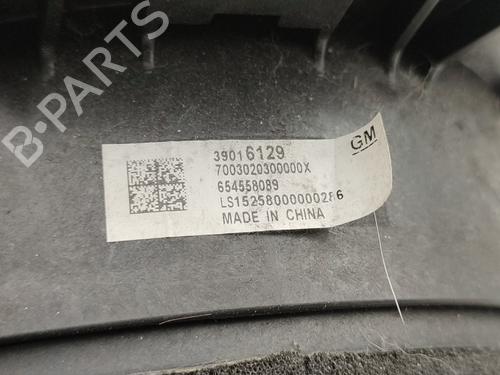 B-PARTS
GM
39016129
7003020300000X
654558089
LS15258000000286
MADE IN CHINA